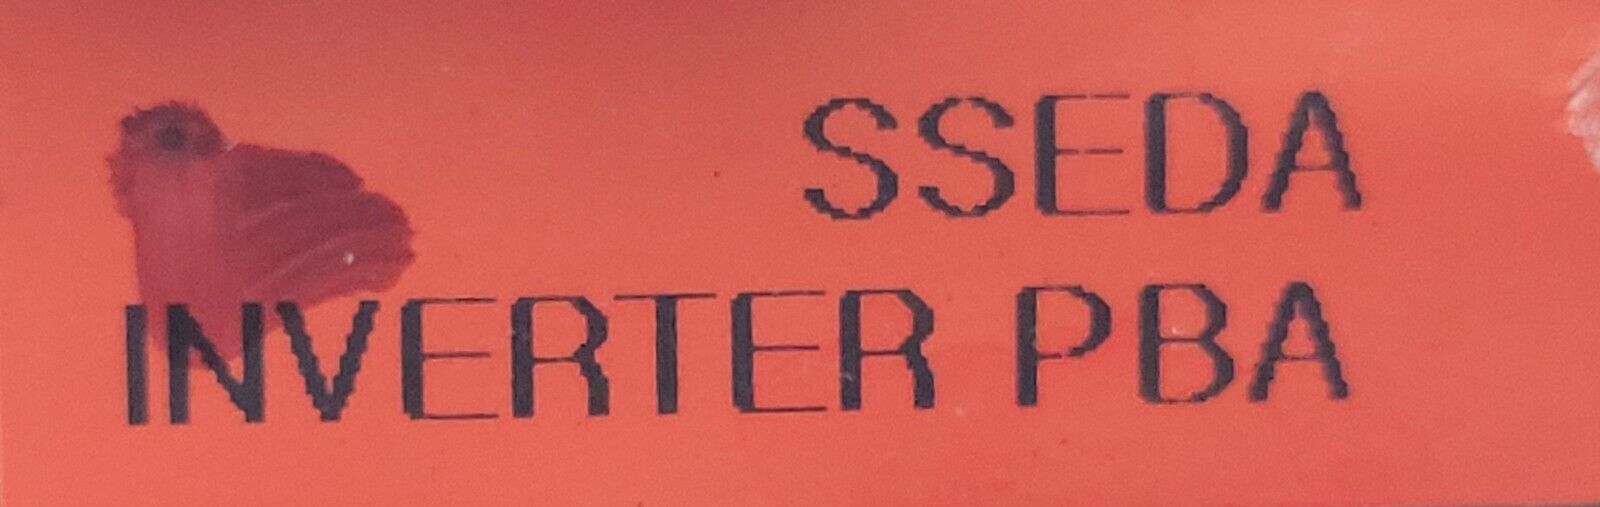 SSEDA
INVERTER PBA